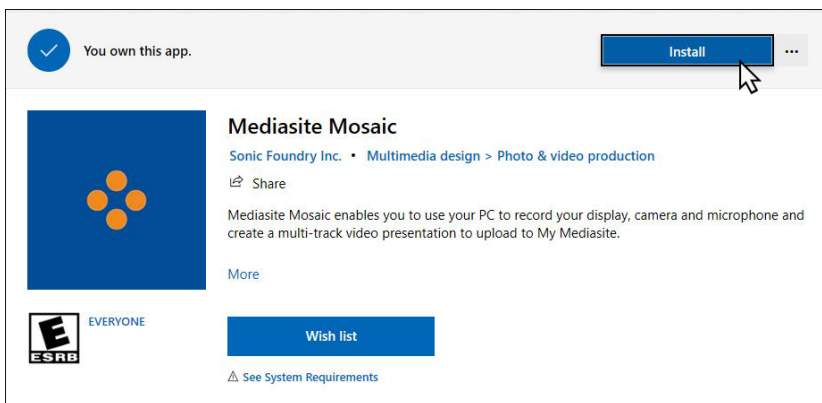 You own this app.
Install
Mediasite Mosaic
Sonic Foundry Inc. • Multimedia design > Photo & video production
Share
Mediasite Mosaic enables you to use your PC to record your display, camera and microphone and
create a multi-track video presentation to upload to My Mediasite.
More
E
ESRB
EVERYONE
Wish list
See System Requirements